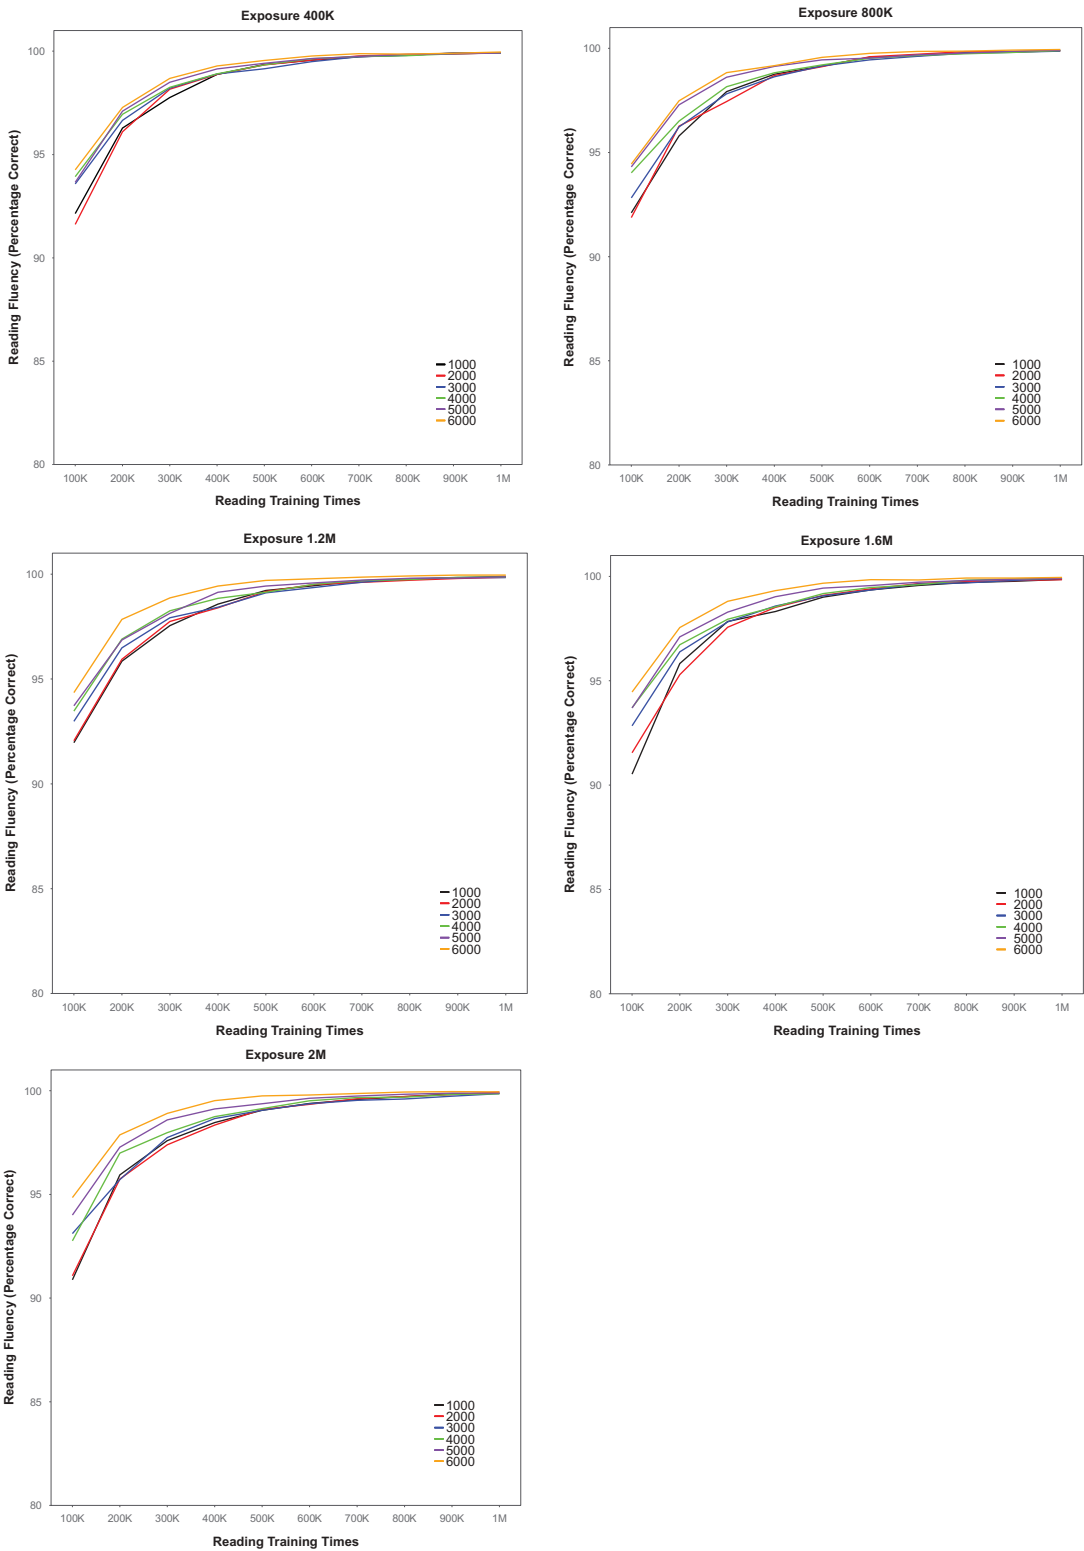 Exposure 400K
Reading Fluency (Percentage Correct)
100
95
90
85
80
1000
2000
3000
4000
5000
6000
100K 200K 300K 400K 500K 600K 700K 800K 900K 1M
Reading Training Times
Exposure 800K
Reading Fluency (Percentage Correct)
100
95
90
85
80
1000
2000
3000
4000
5000
6000
100K 200K 300K 400K 500K 600K 700K 800K 900K 1M
Reading Training Times
Exposure 1.2M
Reading Fluency (Percentage Correct)
100
95
90
85
80
1000
2000
3000
4000
5000
6000
100K 200K 300K 400K 500K 600K 700K 800K 900K 1M
Reading Training Times
Exposure 1.6M
Reading Fluency (Percentage Correct)
100
95
90
85
80
1000
2000
3000
4000
5000
6000
100K 200K 300K 400K 500K 600K 700K 800K 900K 1M
Reading Training Times
Exposure 2M
Reading Fluency (Percentage Correct)
100
95
90
85
80
1000
2000
3000
4000
5000
6000
100K 200K 300K 400K 500K 600K 700K 800K 900K 1M
Reading Training Times